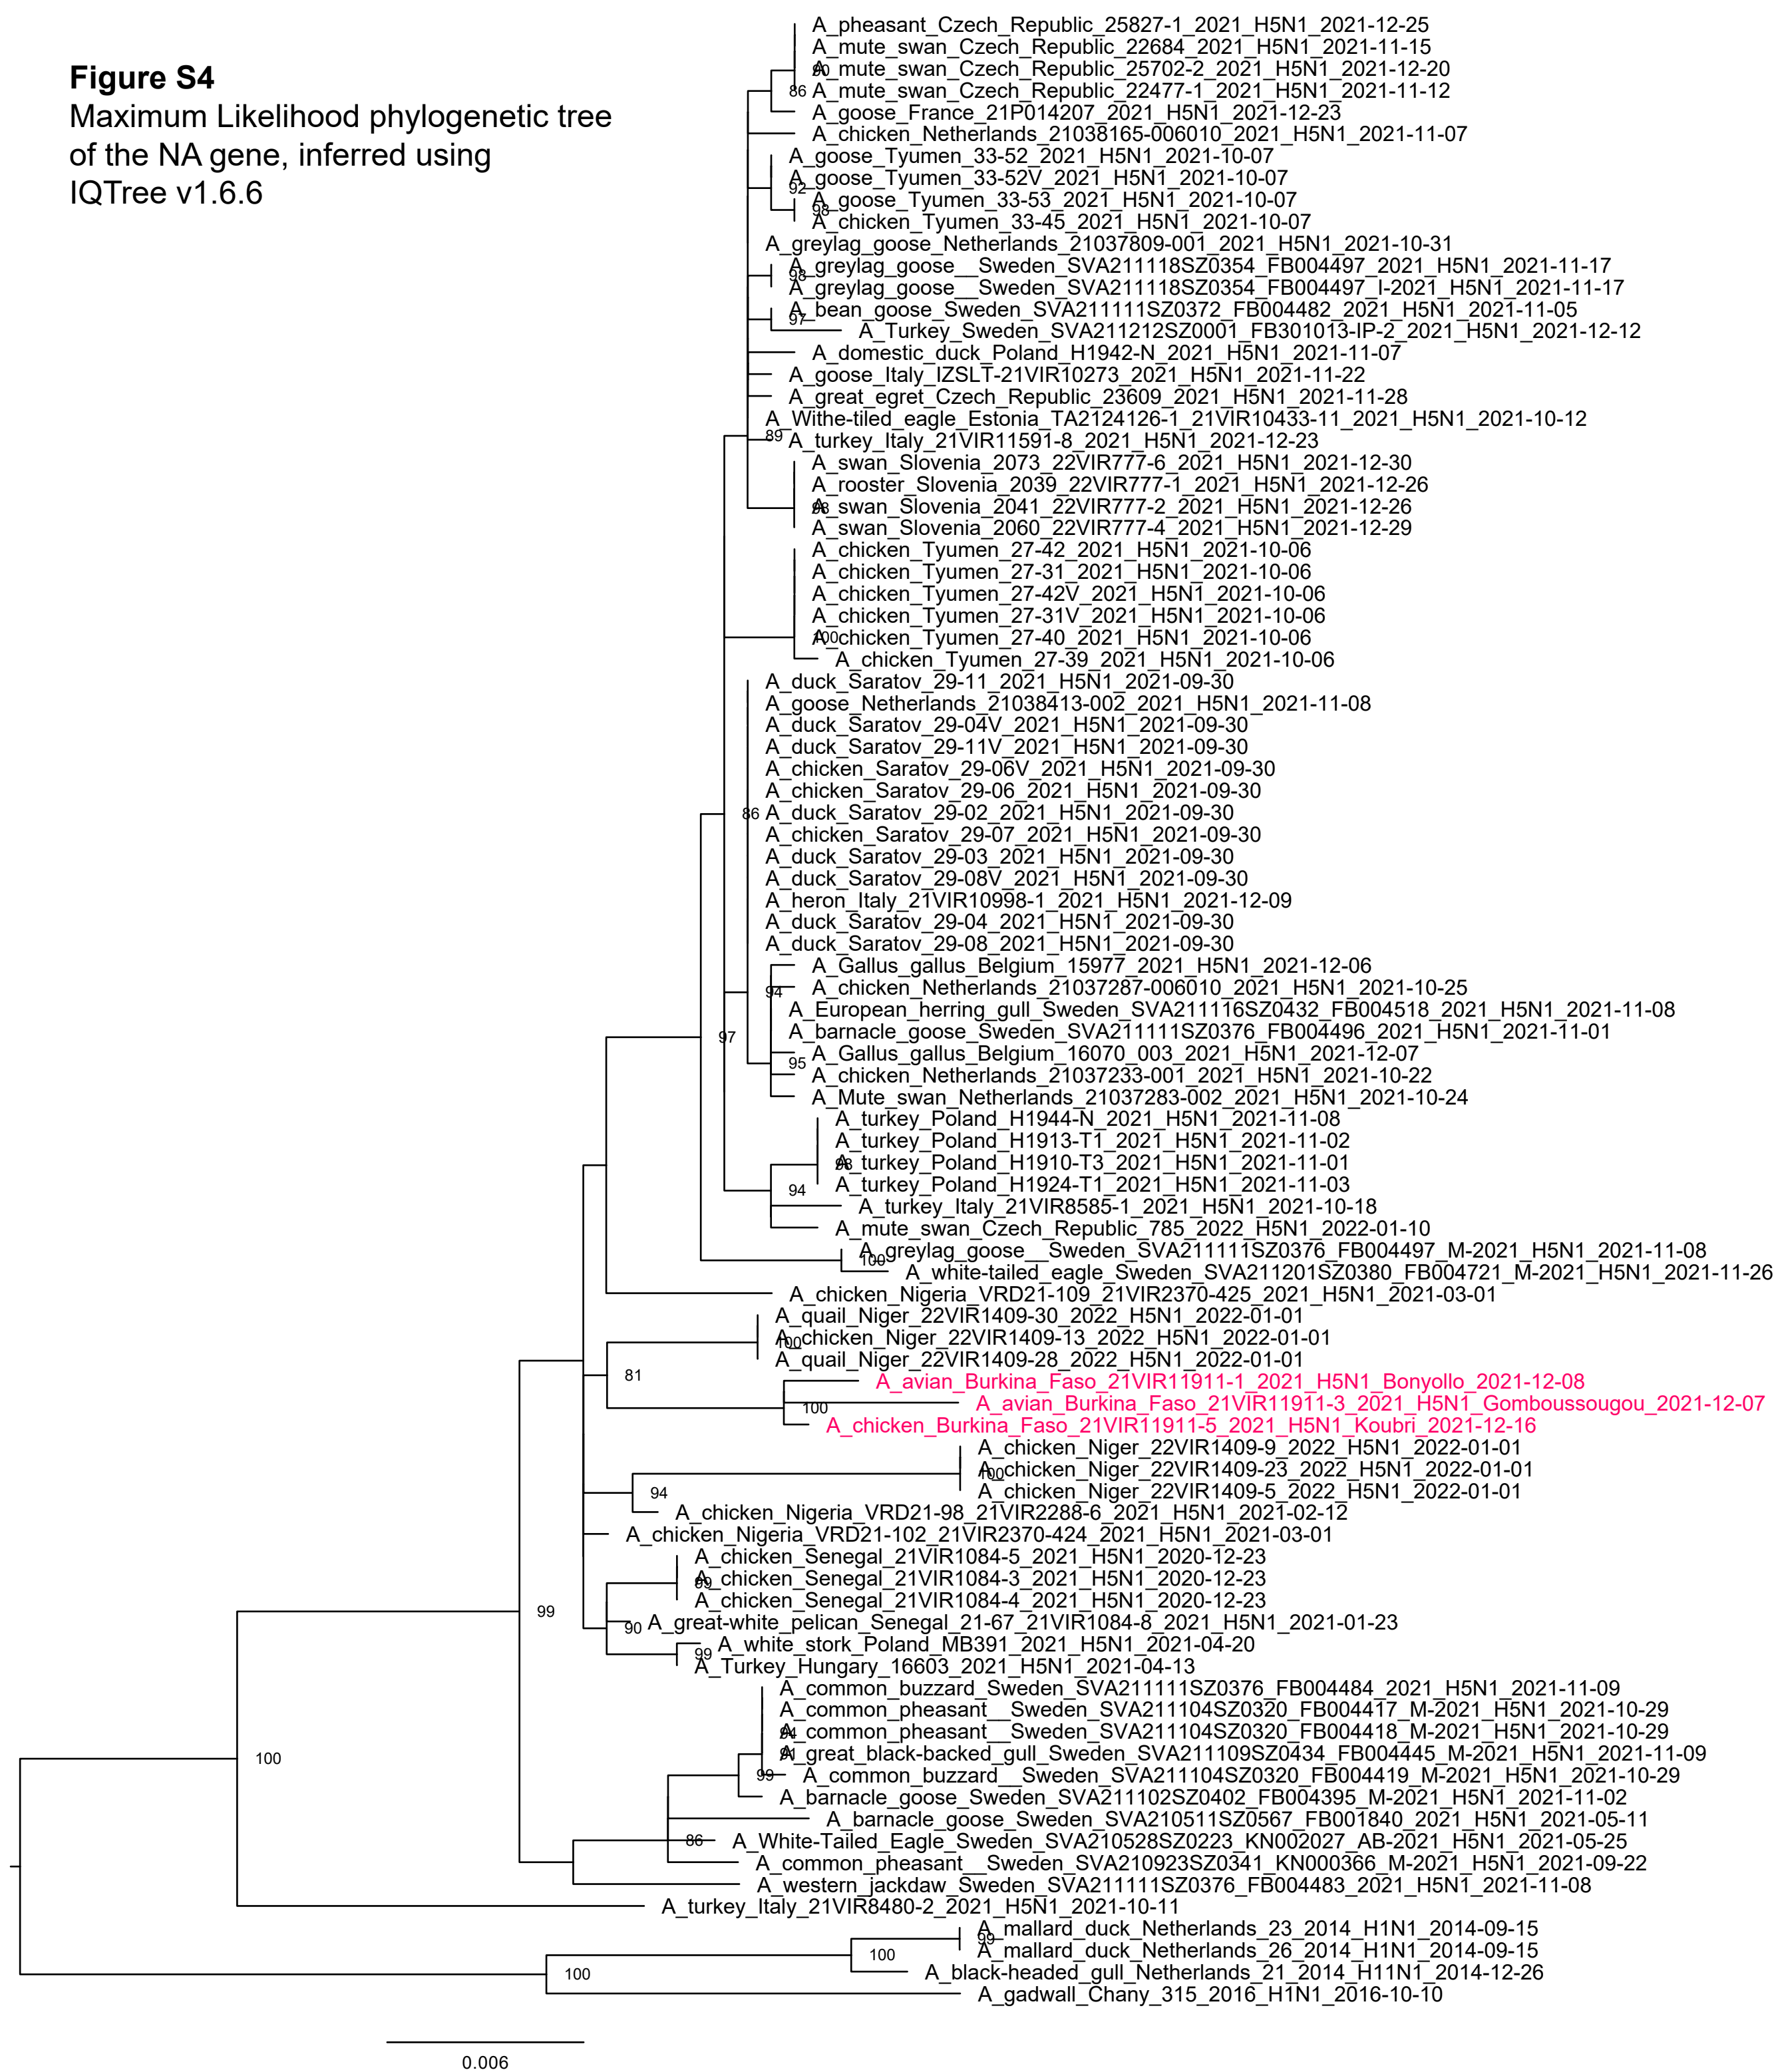 Figure S4
Maximum Likelihood phylogenetic tree
of the NA gene, inferred using
IQTree v1.6.6
A_pheasant_Czech_Republic_25827-1_2021_H5N1_2021-12-25
A_mute_swan_Czech_Republic_22684_2021_H5N1_2021-11-15
90
A_mute_swan_Czech_Republic_25702-2_2021_H5N1_2021-12-20
86
A_mute_swan_Czech_Republic_22477-1_2021_H5N1_2021-11-12
A_goose_France_21P014207_2021_H5N1_2021-12-23
A_chicken_Netherlands_21038165-006010_2021_H5N1_2021-11-07
A_goose_Tyumen_33-52_2021_H5N1_2021-10-07
A_goose_Tyumen_33-52V_2021_H5N1_2021-10-07
92
A_goose_Tyumen_33-53_2021_H5N1_2021-10-07
98
A_chicken_Tyumen_33-45_2021_H5N1_2021-10-07
A_greylag_goose_Netherlands_21037809-001_2021_H5N1_2021-10-31
A_greylag_goose__Sweden_SVA211118SZ0354_FB004497_2021_H5N1_2021-11-17
98
A_greylag_goose__Sweden_SVA211118SZ0354_FB004497_I-2021_H5N1_2021-11-17
A_bean_goose_Sweden_SVA211111SZ0372_FB004482_2021_H5N1_2021-11-05
97
A_Turkey_Sweden_SVA211212SZ0001_FB301013-IP-2_2021_H5N1_2021-12-12
A_domestic_duck_Poland_H1942-N_2021_H5N1_2021-11-07
A_goose_Italy_IZSLT-21VIR10273_2021_H5N1_2021-11-22
A_great_egret_Czech_Republic_23609_2021_H5N1_2021-11-28
A_Withe-tiled_eagle_Estonia_TA2124126-1_21VIR10433-11_2021_H5N1_2021-10-12
89
A_turkey_Italy_21VIR11591-8_2021_H5N1_2021-12-23
A_swan_Slovenia_2073_22VIR777-6_2021_H5N1_2021-12-30
A_rooster_Slovenia_2039_22VIR777-1_2021_H5N1_2021-12-26
98
A_swan_Slovenia_2041_22VIR777-2_2021_H5N1_2021-12-26
A_swan_Slovenia_2060_22VIR777-4_2021_H5N1_2021-12-29
A_chicken_Tyumen_27-42_2021_H5N1_2021-10-06
A_chicken_Tyumen_27-31_2021_H5N1_2021-10-06
A_chicken_Tyumen_27-42V_2021_H5N1_2021-10-06
A_chicken_Tyumen_27-31V_2021_H5N1_2021-10-06
100
A_chicken_Tyumen_27-40_2021_H5N1_2021-10-06
A_chicken_Tyumen_27-39_2021_H5N1_2021-10-06
A_duck_Saratov_29-11_2021_H5N1_2021-09-30
A_goose_Netherlands_21038413-002_2021_H5N1_2021-11-08
A_duck_Saratov_29-04V_2021_H5N1_2021-09-30
A_duck_Saratov_29-11V_2021_H5N1_2021-09-30
A_chicken_Saratov_29-06V_2021_H5N1_2021-09-30
A_chicken_Saratov_29-06_2021_H5N1_2021-09-30
86
A_duck_Saratov_29-02_2021_H5N1_2021-09-30
A_chicken_Saratov_29-07_2021_H5N1_2021-09-30
A_duck_Saratov_29-03_2021_H5N1_2021-09-30
A_duck_Saratov_29-08V_2021_H5N1_2021-09-30
A_heron_Italy_21VIR10998-1_2021_H5N1_2021-12-09
A_duck_Saratov_29-04_2021_H5N1_2021-09-30
A_duck_Saratov_29-08_2021_H5N1_2021-09-30
A_Gallus_gallus_Belgium_15977_2021_H5N1_2021-12-06
94
A_chicken_Netherlands_21037287-006010_2021_H5N1_2021-10-25
A_European_herring_gull_Sweden_SVA211116SZ0432_FB004518_2021_H5N1_2021-11-08
A_barnacle_goose_Sweden_SVA211111SZ0376_FB004496_2021_H5N1_2021-11-01
97
A_Gallus_gallus_Belgium_16070_003_2021_H5N1_2021-12-07
95
A_chicken_Netherlands_21037233-001_2021_H5N1_2021-10-22
A_Mute_swan_Netherlands_21037283-002_2021_H5N1_2021-10-24
A_turkey_Poland_H1944-N_2021_H5N1_2021-11-08
A_turkey_Poland_H1913-T1_2021_H5N1_2021-11-02
98
A_turkey_Poland_H1910-T3_2021_H5N1_2021-11-01
94
A_turkey_Poland_H1924-T1_2021_H5N1_2021-11-03
A_turkey_Italy_21VIR8585-1_2021_H5N1_2021-10-18
A_mute_swan_Czech_Republic_785_2022_H5N1_2022-01-10
A_greylag_goose__Sweden_SVA211111SZ0376_FB004497_M-2021_H5N1_2021-11-08
100
A_white-tailed_eagle_Sweden_SVA211201SZ0380_FB004721_M-2021_H5N1_2021-11-26
A_chicken_Nigeria_VRD21-109_21VIR2370-425_2021_H5N1_2021-03-01
A_quail_Niger_22VIR1409-30_2022_H5N1_2022-01-01
100
A_chicken_Niger_22VIR1409-13_2022_H5N1_2022-01-01
A_quail_Niger_22VIR1409-28_2022_H5N1_2022-01-01
81
A_avian_Burkina_Faso_21VIR11911-1_2021_H5N1_Bonyollo_2021-12-08
100
A_avian_Burkina_Faso_21VIR11911-3_2021_H5N1_Gomboussougou_2021-12-07
A_chicken_Burkina_Faso_21VIR11911-5_2021_H5N1_Koubri_2021-12-16
A_chicken_Niger_22VIR1409-9_2022_H5N1_2022-01-01
100
A_chicken_Niger_22VIR1409-23_2022_H5N1_2022-01-01
94
A_chicken_Niger_22VIR1409-5_2022_H5N1_2022-01-01
A_chicken_Nigeria_VRD21-98_21VIR2288-6_2021_H5N1_2021-02-12
A_chicken_Nigeria_VRD21-102_21VIR2370-424_2021_H5N1_2021-03-01
A_chicken_Senegal_21VIR1084-5_2021_H5N1_2020-12-23
99
A_chicken_Senegal_21VIR1084-3_2021_H5N1_2020-12-23
A_chicken_Senegal_21VIR1084-4_2021_H5N1_2020-12-23
99
90
A_great-white_pelican_Senegal_21-67_21VIR1084-8_2021_H5N1_2021-01-23
A_white_stork_Poland_MB391_2021_H5N1_2021-04-20
99
A_Turkey_Hungary_16603_2021_H5N1_2021-04-13
A_common_buzzard_Sweden_SVA211111SZ0376_FB004484_2021_H5N1_2021-11-09
A_common_pheasant__Sweden_SVA211104SZ0320_FB004417_M-2021_H5N1_2021-10-29
94
A_common_pheasant__Sweden_SVA211104SZ0320_FB004418_M-2021_H5N1_2021-10-29
91
A_great_black-backed_gull_Sweden_SVA211109SZ0434_FB004445_M-2021_H5N1_2021-11-09
100
99
A_common_buzzard__Sweden_SVA211104SZ0320_FB004419_M-2021_H5N1_2021-10-29
A_barnacle_goose_Sweden_SVA211102SZ0402_FB004395_M-2021_H5N1_2021-11-02
A_barnacle_goose_Sweden_SVA210511SZ0567_FB001840_2021_H5N1_2021-05-11
86
A_White-Tailed_Eagle_Sweden_SVA210528SZ0223_KN002027_AB-2021_H5N1_2021-05-25
A_common_pheasant__Sweden_SVA210923SZ0341_KN000366_M-2021_H5N1_2021-09-22
A_western_jackdaw_Sweden_SVA211111SZ0376_FB004483_2021_H5N1_2021-11-08
A_turkey_Italy_21VIR8480-2_2021_H5N1_2021-10-11
A_mallard_duck_Netherlands_23_2014_H1N1_2014-09-15
99
A_mallard_duck_Netherlands_26_2014_H1N1_2014-09-15
100
A_black-headed_gull_Netherlands_21_2014_H11N1_2014-12-26
100
A_gadwall_Chany_315_2016_H1N1_2016-10-10
0.006